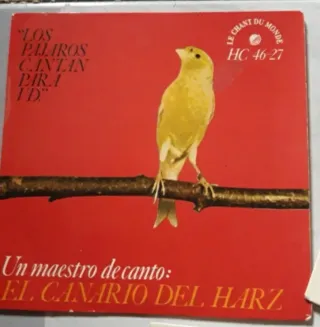 "LOS
PAJAROS
CANTAN
PARA
UD."
LE CHANT DU MONDE
HC 46-27
Un maestro de canto:
EL CANARIO DEL HARZ